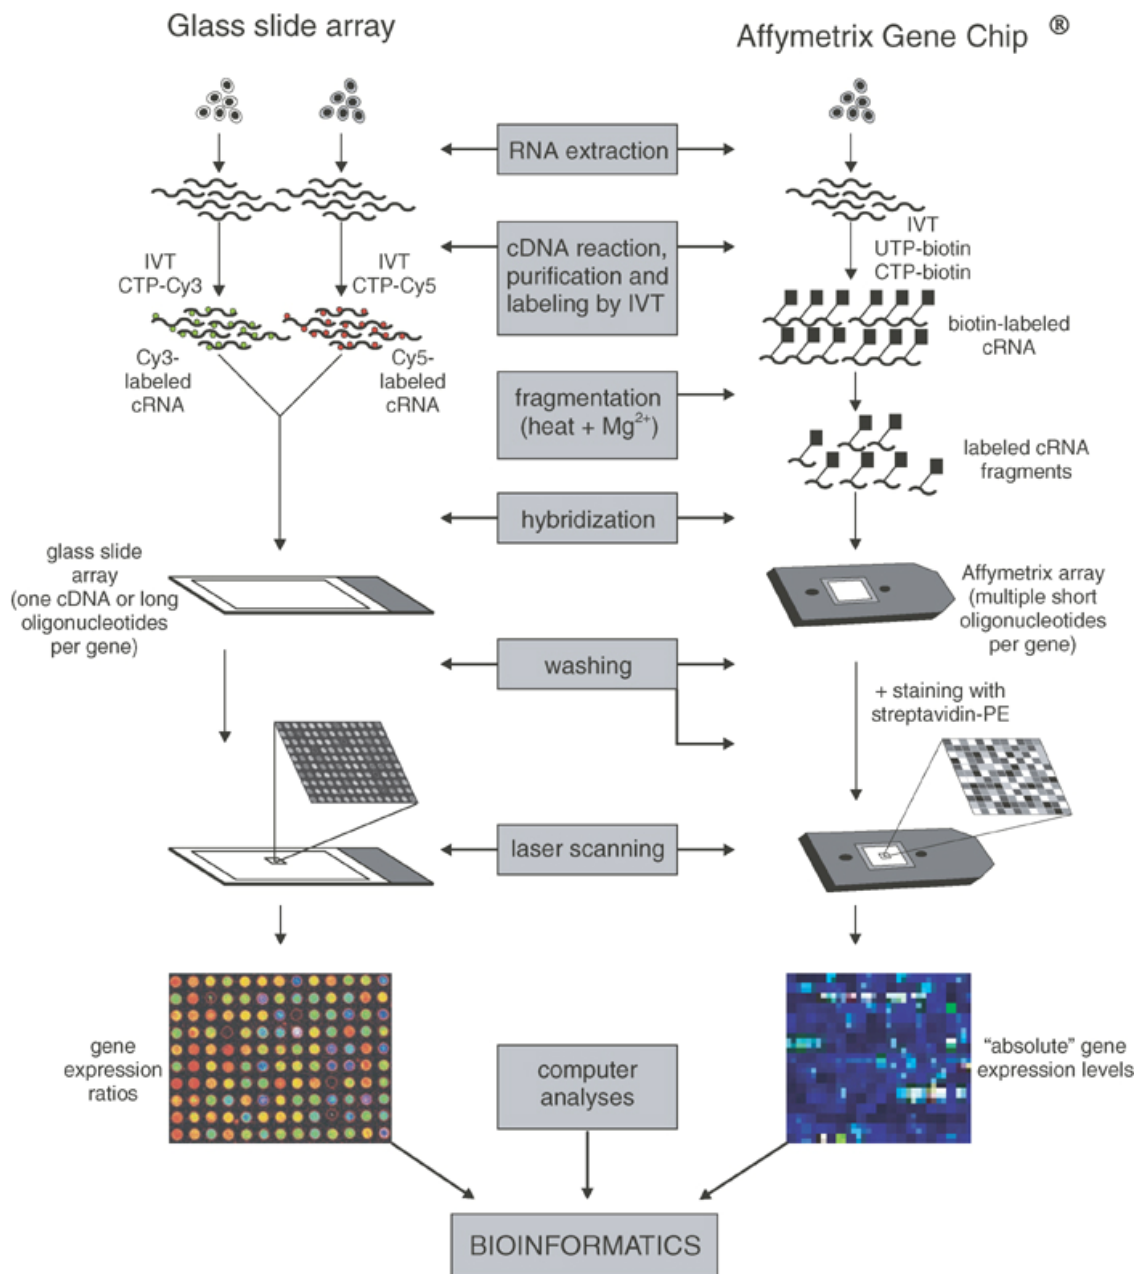 Glass slide array
Affymetrix Gene Chip ®
RNA extraction
IVT
CTP-Cy3
IVT
CTP-Cy5
cDNA reaction,
purification and
labeling by IVT
IVT
UTP-biotin
CTP-biotin
biotin-labeled
cRNA
Cy3-
labeled
cRNA
Cy5-
labeled
cRNA
fragmentation
(heat + Mg²⁺)
labeled cRNA
fragments
hybridization
glass slide
array
(one cDNA or long
oligonucleotides
per gene)
Affymetrix array
(multiple short
oligonucleotides
per gene)
washing
+ staining with
streptavidin-PE
laser scanning
gene
expression
ratios
computer
analyses
“absolute” gene
expression levels
BIOINFORMATICS